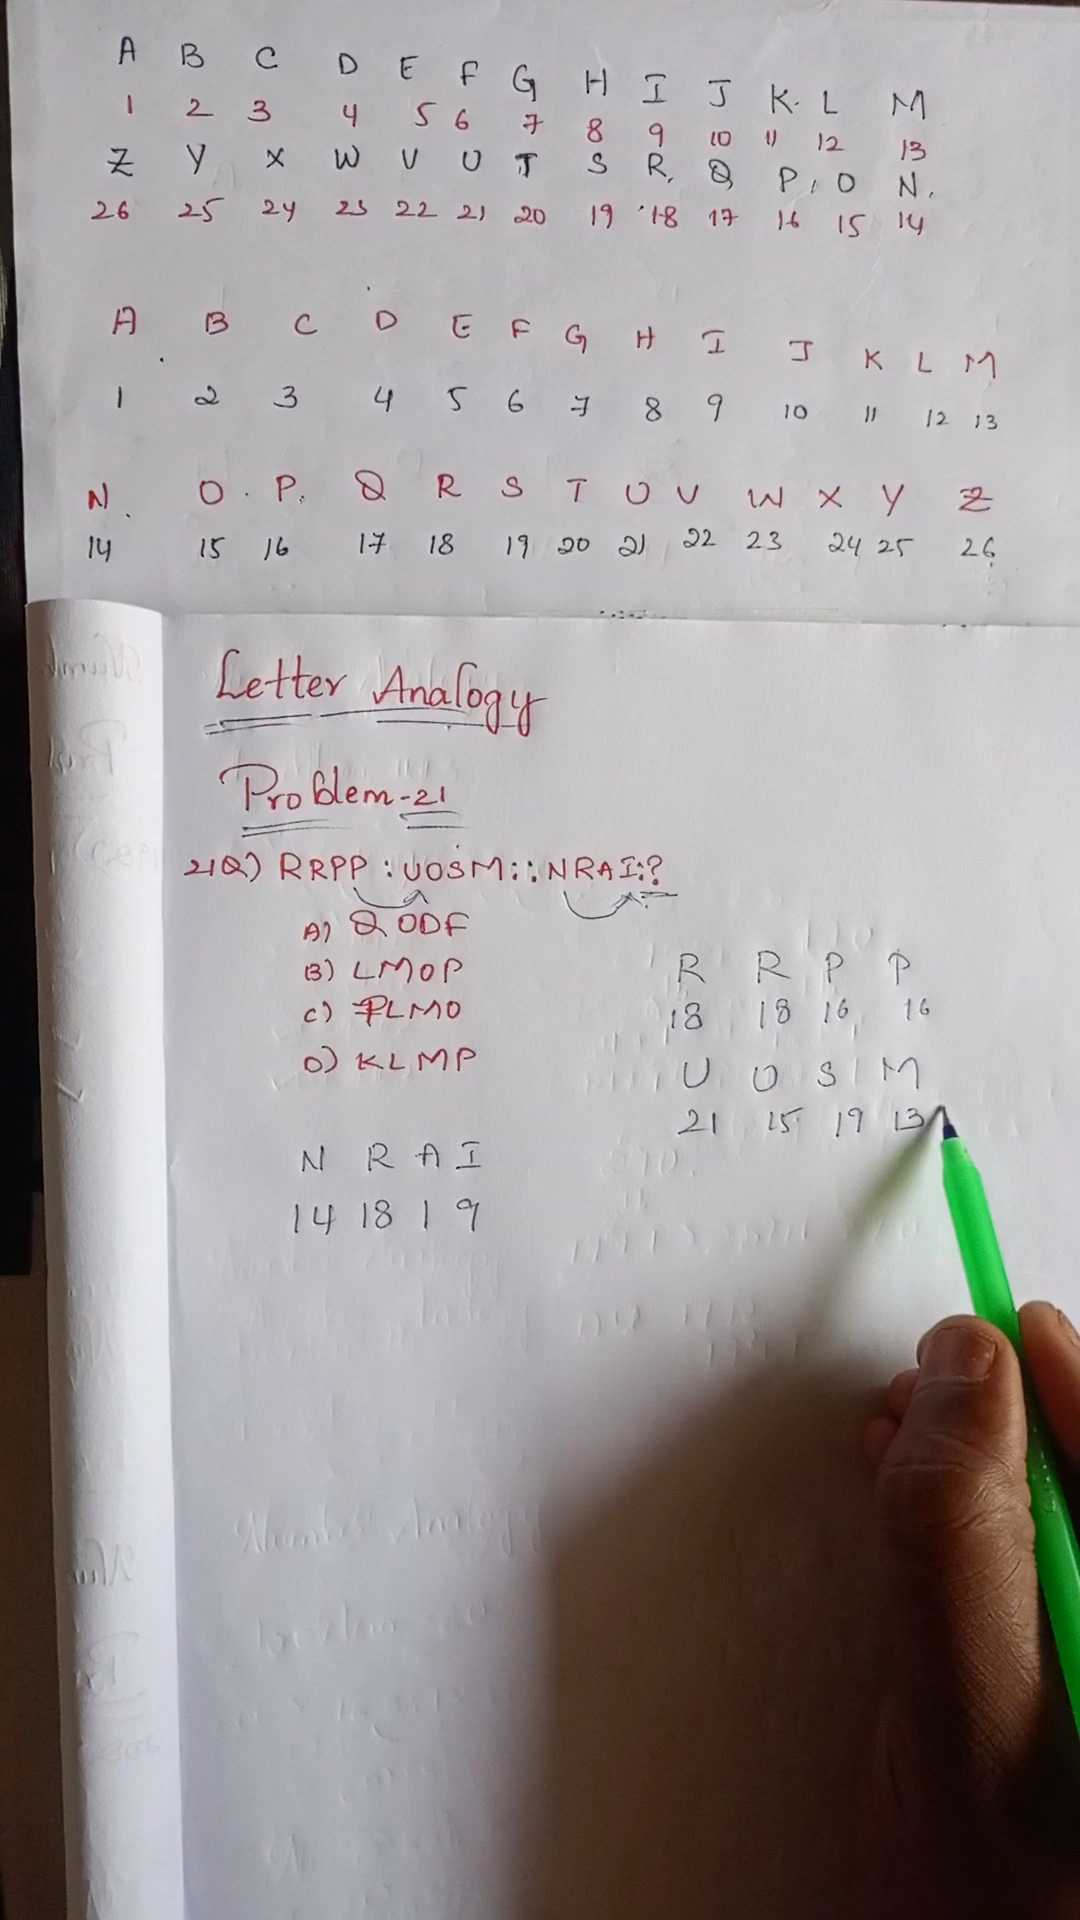 A B C D E F G H I J K. L M
1 2 3 4 5 6 7 8 9 10 11 12 13
Z Y X W V U T S R. Q P, O N.
26 25 24 23 22 21 20 19 18 17 16 15 14
A B C D E F G H I J K L M
1 2 3 4 5 6 7 8 9 10 11 12 13
N. O. P. Q R S T U V W X Y Z
14 15 16 17 18 19 20 21 22 23 24 25 26
Letter Analogy
Problem-21
21Q) RRPP : UOSM :: NRAI:?
A) QODF
B) LMOP
C) PLMO
D) KLMP
R R P P
18 18 16 16
U O S M
21 15 19 13
N R A I
14 18 1 9